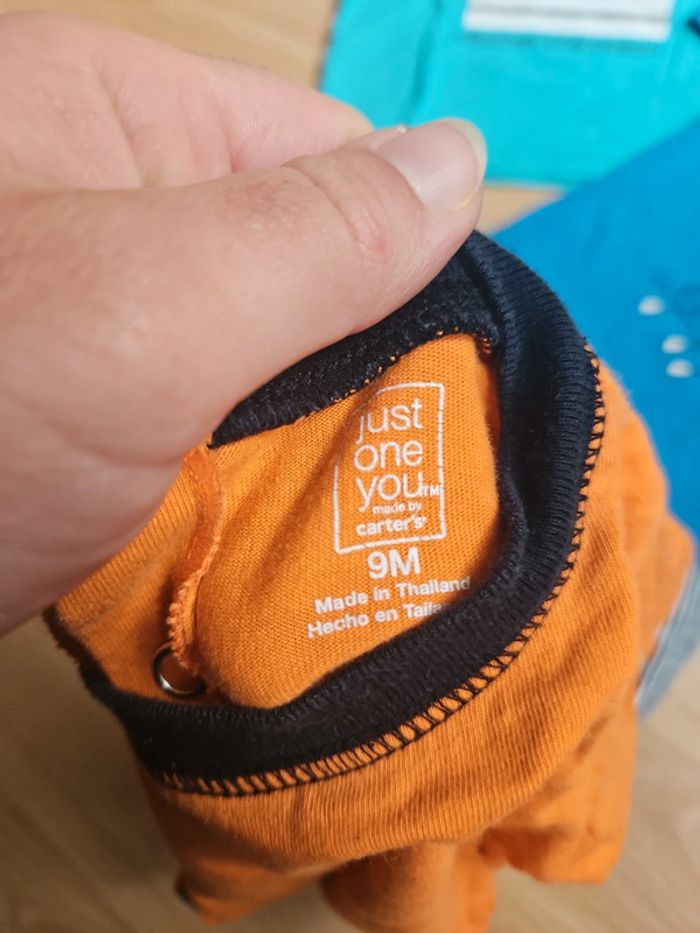 just
one
you™
made by
carter's®
9M
Made in Thailand
Hecho en